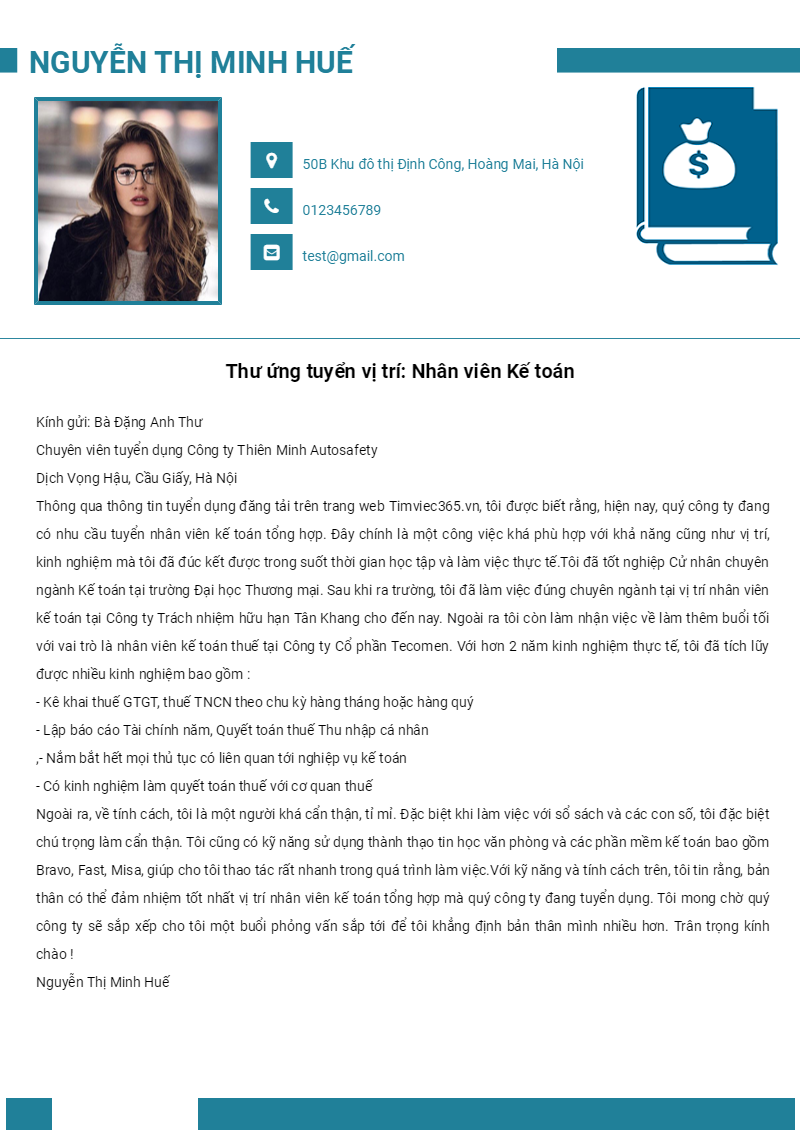 NGUYỄN THỊ MINH HUẾ
50B Khu đô thị Định Công, Hoàng Mai, Hà Nội
0123456789
test@gmail.com
$
Thư ứng tuyển vị trí: Nhân viên Kế toán
Kính gửi: Bà Đặng Anh Thư
Chuyên viên tuyển dụng Công ty Thiên Minh Autosafety
Dịch Vọng Hậu, Cầu Giấy, Hà Nội
Thông qua thông tin tuyển dụng đăng tải trên trang web Timviec365.vn, tôi được biết rằng, hiện nay, quý công ty đang
có nhu cầu tuyển nhân viên kế toán tổng hợp. Đây chính là một công việc khá phù hợp với khả năng cũng như vị trí,
kinh nghiệm mà tôi đã đúc kết được trong suốt thời gian học tập và làm việc thực tế.Tôi đã tốt nghiệp Cử nhân chuyên
ngành Kế toán tại trường Đại học Thương mại. Sau khi ra trường, tôi đã làm việc đúng chuyên ngành tại vị trí nhân viên
kế toán tại Công ty Trách nhiệm hữu hạn Tân Khang cho đến nay. Ngoài ra tôi còn làm nhận việc về làm thêm buổi tối
với vai trò là nhân viên kế toán thuế tại Công ty Cổ phần Tecomen. Với hơn 2 năm kinh nghiệm thực tế, tôi đã tích lũy
được nhiều kinh nghiệm bao gồm :
- Kê khai thuế GTGT, thuế TNCN theo chu kỳ hàng tháng hoặc hàng quý
- Lập báo cáo Tài chính năm, Quyết toán thuế Thu nhập cá nhân
,- Nắm bắt hết mọi thủ tục có liên quan tới nghiệp vụ kế toán
- Có kinh nghiệm làm quyết toán thuế với cơ quan thuế
Ngoài ra, về tính cách, tôi là một người khá cẩn thận, tỉ mỉ. Đặc biệt khi làm việc với sổ sách và các con số, tôi đặc biệt
chú trọng làm cẩn thận. Tôi cũng có kỹ năng sử dụng thành thạo tin học văn phòng và các phần mềm kế toán bao gồm
Bravo, Fast, Misa, giúp cho tôi thao tác rất nhanh trong quá trình làm việc.Với kỹ năng và tính cách trên, tôi tin rằng, bản
thân có thể đảm nhiệm tốt nhất vị trí nhân viên kế toán tổng hợp mà quý công ty đang tuyển dụng. Tôi mong chờ quý
công ty sẽ sắp xếp cho tôi một buổi phỏng vấn sắp tới để tôi khẳng định bản thân mình nhiều hơn. Trân trọng kính
chào !
Nguyễn Thị Minh Huế